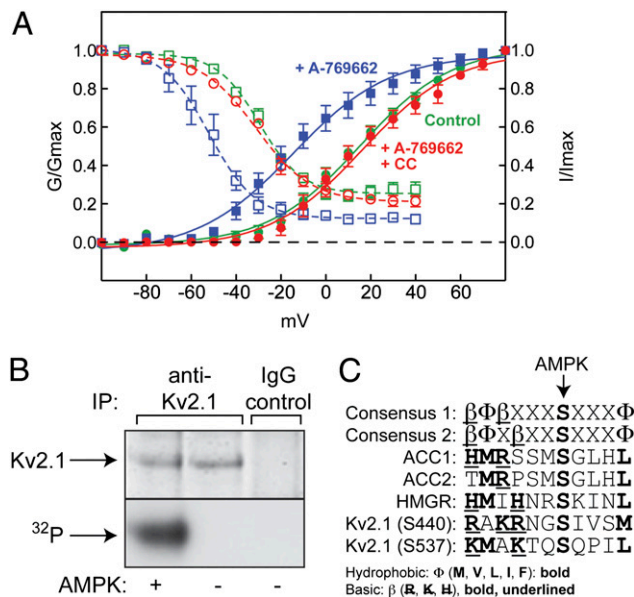 A
1.0
0.8
0.6
0.4
0.2
0.0
G/Gmax
+ A-769662
Control
+ A-769662
+ CC
1.0
0.8
0.6
0.4
0.2
0.0
I/Imax
-80 -60 -40 -20 0 20 40 60
mV
B
anti-
Kv2.1
IgG
control
IP:
Kv2.1
32P
AMPK: + - -
C
AMPK
Consensus 1: βΦβXXXSXXXΦ
Consensus 2: βΦXβXXSXXXΦ
ACC1: HMRSSMSGLHL
ACC2: TMRPSMSGLHL
HMGR: HMIHNRSKINL
Kv2.1 (S440) RAKRNGSIVSM
Kv2.1 (S537) KMAKTQSQPIL
Hydrophobic: Φ (M, V, L, I, F): bold
Basic: β (R, K, H), bold, underlined